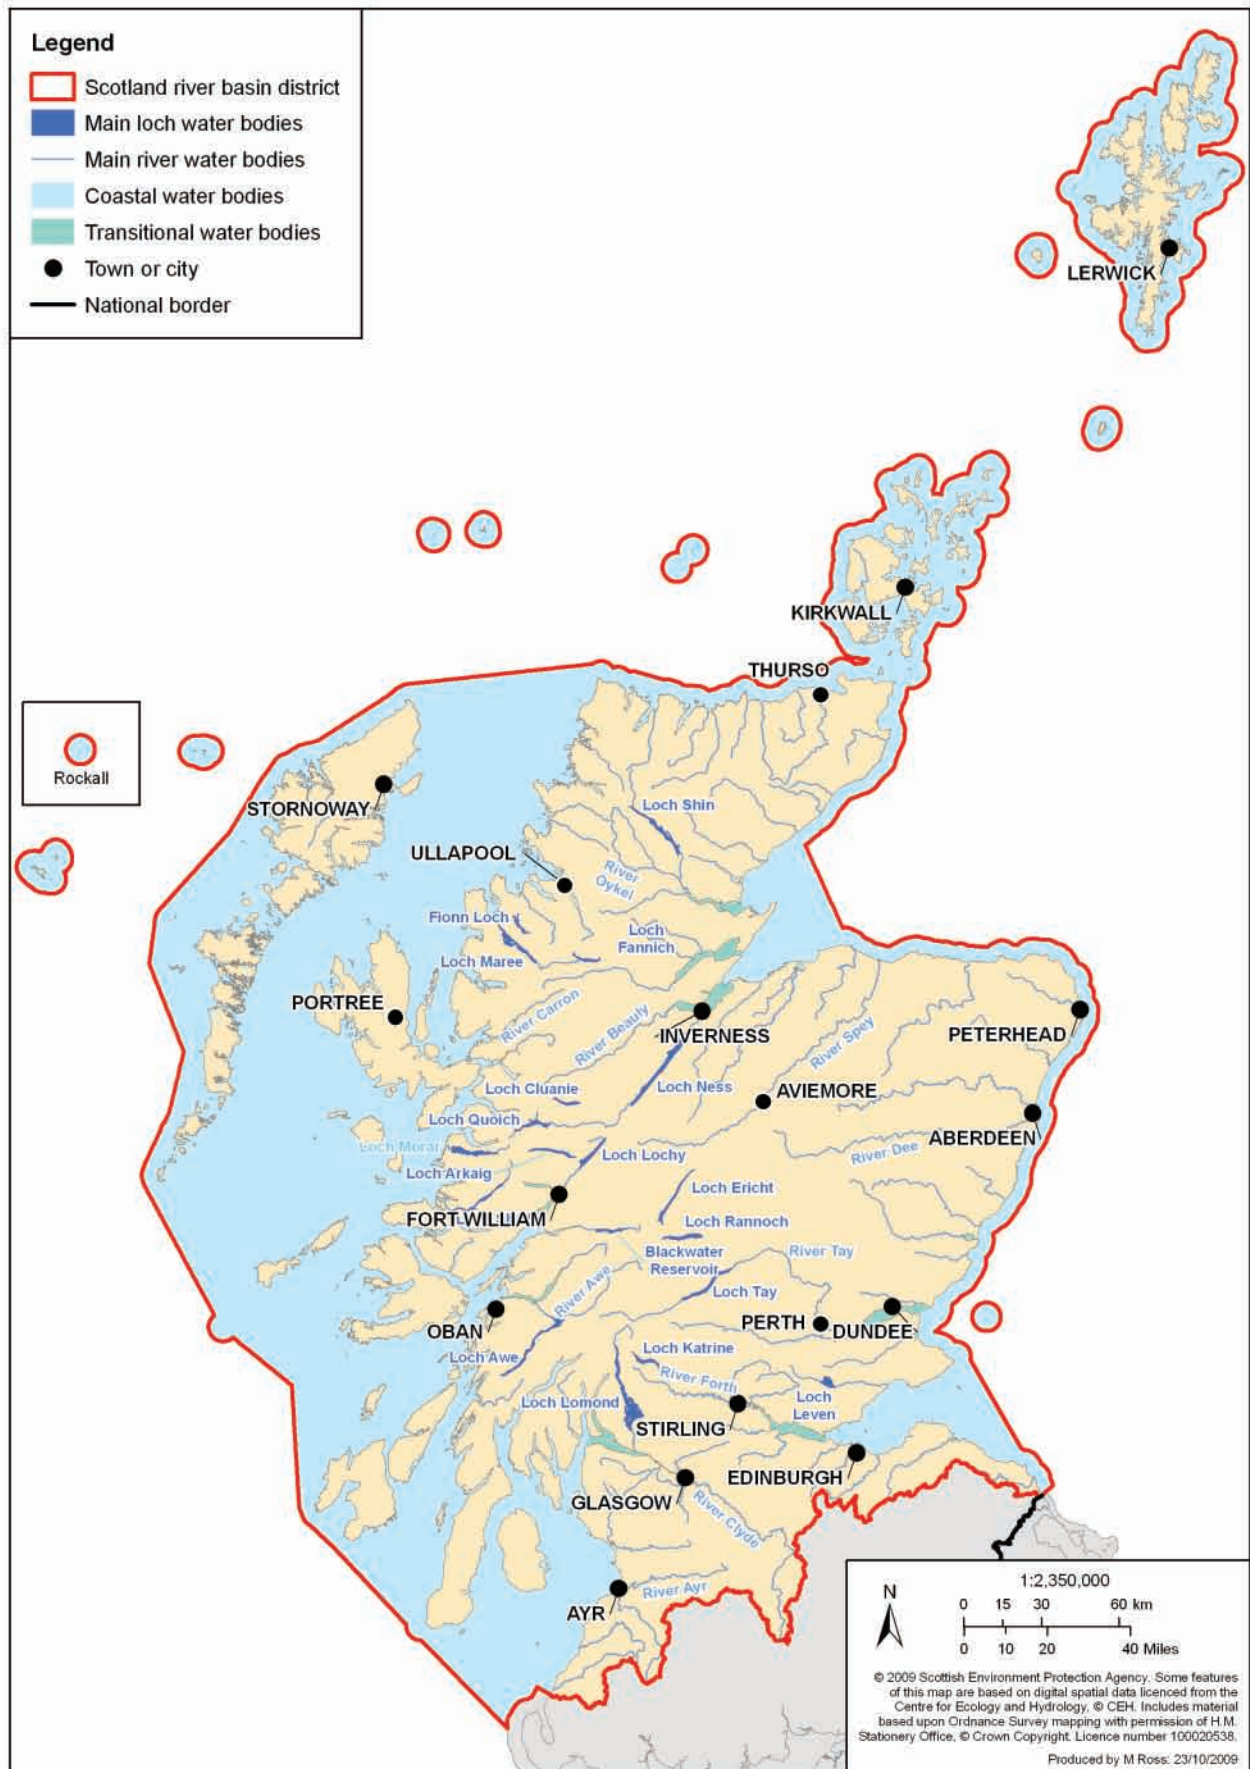 Legend
Scotland river basin district
Main loch water bodies
Main river water bodies
Coastal water bodies
Transitional water bodies
Town or city
National border
LERWICK
KIRKWALL
THURSO
Rockall
STORNOWAY
Loch Shin
ULLAPOOL
River
Oykel
Fionn Loch
Loch
Fannich
Loch Maree
PORTREE
River Carron
River Beauly
INVERNESS
River Spey
PETERHEAD
Loch Cluanie
Loch Ness
AVIEMORE
Loch Quoich
ABERDEEN
Loch Morar
Loch Lochy
River Dee
Loch Arkaig
Loch Ericht
FORT WILLIAM
Loch Rannoch
Blackwater
Reservoir
River Tay
River Awe
Loch Tay
OBAN
PERTH
DUNDEE
Loch Awe
Loch Katrine
River Forth
Loch Lomond
Loch
Leven
STIRLING
EDINBURGH
GLASGOW
River Clyde
AYR
River Ayr
N
1:2,350,000
0 15 30 60 km
0 10 20 40 Miles
© 2009 Scottish Environment Protection Agency. Some features
of this map are based on digital spatial data licenced from the
Centre for Ecology and Hydrology, © CEH. Includes material
based upon Ordnance Survey mapping with permission of H.M.
Stationery Office, © Crown Copyright. Licence number 100020538.
Produced by M Ross: 23/10/2009